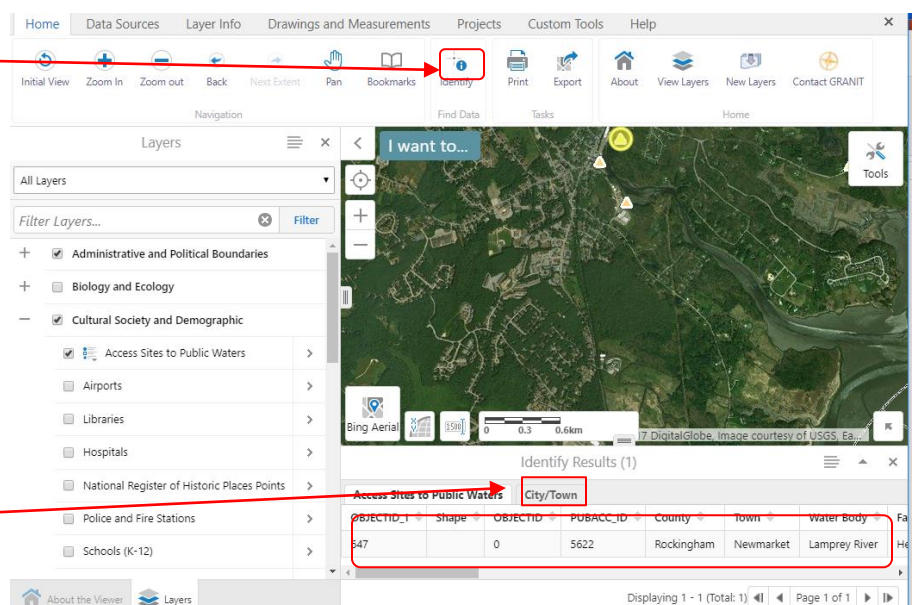 Home Data Sources Layer Info Drawings and Measurements Projects Custom Tools Help
Initial View Zoom In Zoom out Back Next Extent Pan Bookmarks Identify Print Export About View Layers New Layers Contact GRANIT
Navigation Find Data Tasks Home
Layers
I want to...
Tools
All Layers
Filter Layers... Filter
Administrative and Political Boundaries
Biology and Ecology
Cultural Society and Demographic
Access Sites to Public Waters
Airports
Libraries
Hospitals
National Register of Historic Places Points
Police and Fire Stations
Schools (K-12)
About the Viewer Layers
Bing Aerial 1500 0 0.3 0.6km
17 DigitalGlobe, Image courtesy of USGS, Ea...
Identify Results (1)
Access Sites to Public Waters City/Town
OBJECTID_1 Shape OBJECTID PUBACC_ID County Town Water Body Fa
647 0 5622 Rockingham Newmarket Lamprey River He
Displaying 1 - 1 (Total: 1) Page 1 of 1